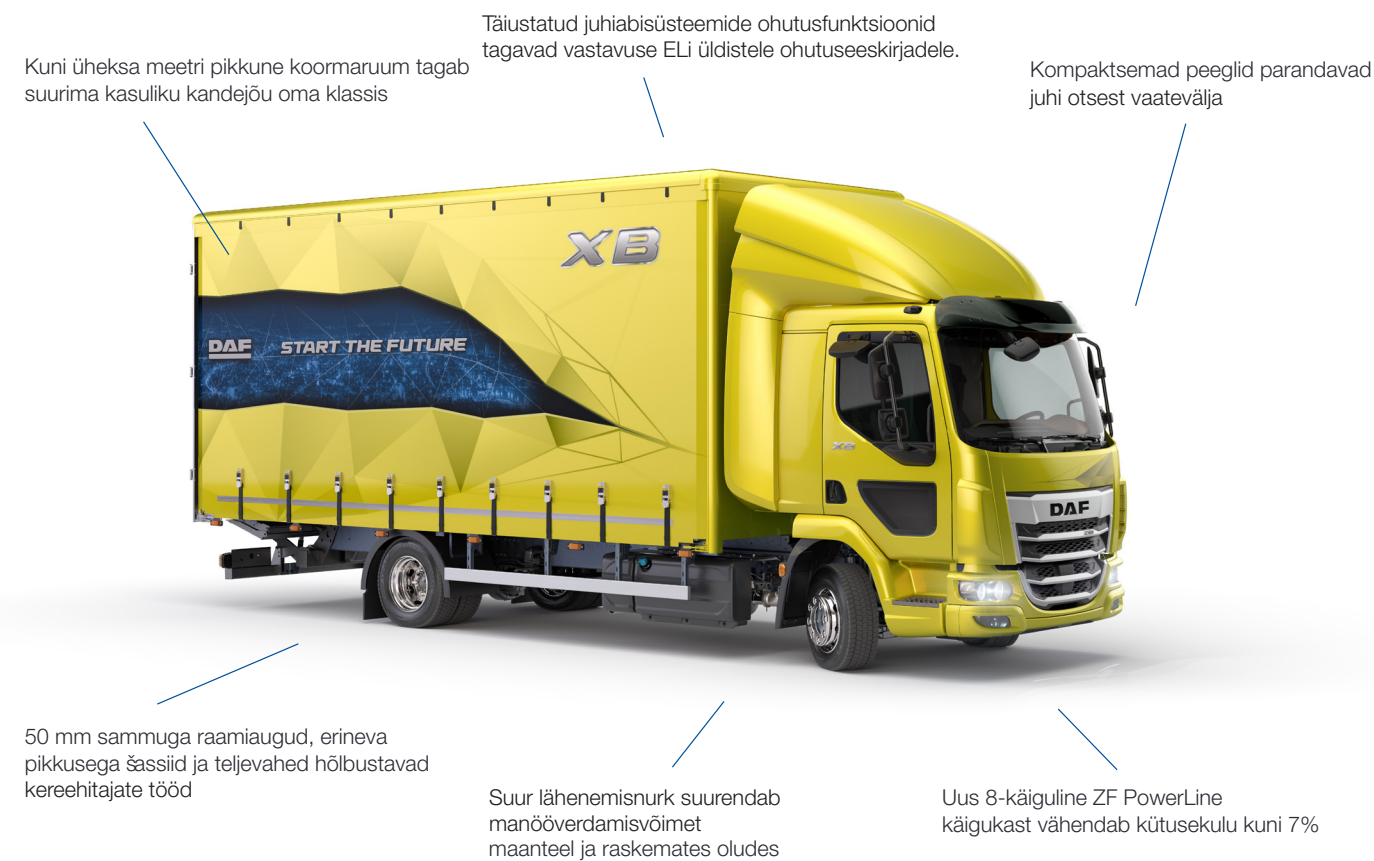 Täiustatud juhiabisüsteemide ohutusfunktsioonid
tagavad vastavuse ELi üldistele ohutuseeskirjadele.
Kuni üheksa meetri pikkune koormaruum tagab
suurima kasuliku kandejõu oma klassis
Kompaktsemad peeglid parandavad
juhi otsest vaatevälja
XB
DAF START THE FUTURE
XB
DAF
50 mm sammuga raamiaugud, erineva
pikkusega šassiid ja teljevahed hõlbustavad
kereehitajate tööd
Suur lähenemisnurk suurendab
manööverdamisvõimet
maanteel ja raskemates oludes
Uus 8-käiguline ZF PowerLine
käigukast vähendab kütusekulu kuni 7%